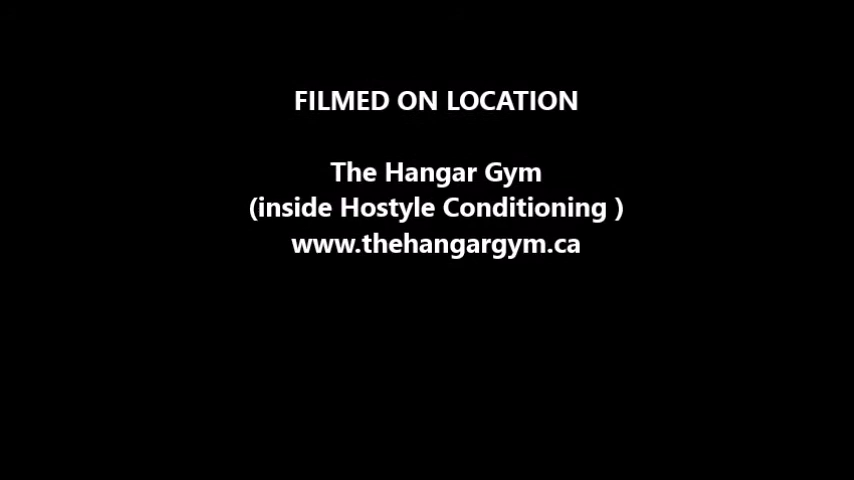 FILMED ON LOCATION
The Hangar Gym
(inside Hostyle Conditioning )
www.thehangargym.ca